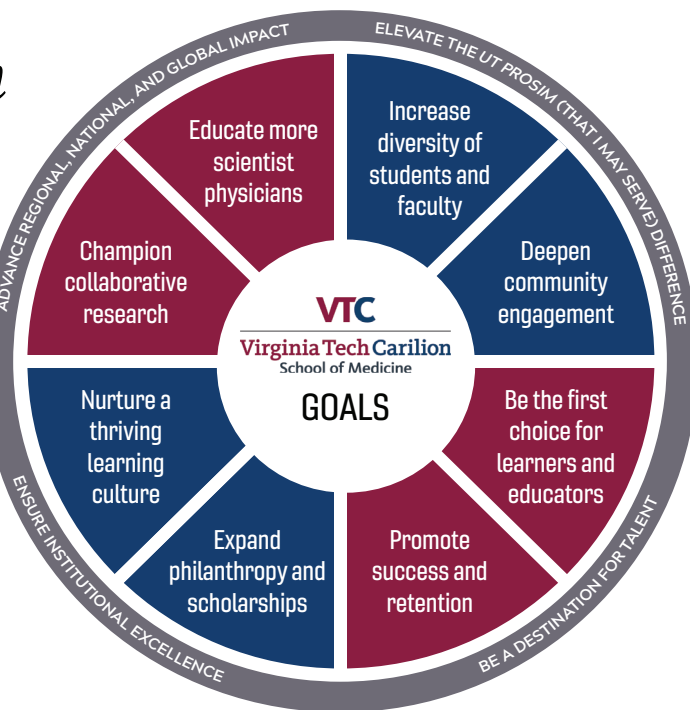 ADVANCE REGIONAL, NATIONAL, AND GLOBAL IMPACT
ELEVATE THE UT PROSIM (THAT I MAY SERVE) DIFFERENCE
Educate more
scientist
physicians
Increase
diversity of
students and
faculty
Champion
collaborative
research
Deepen
community
engagement
VTC
Virginia Tech Carilion
School of Medicine
GOALS
Nurture a
thriving
learning
culture
Be the first
choice for
learners and
educators
Expand
philanthropy and
scholarships
Promote
success and
retention
ENSURE INSTITUTIONAL EXCELLENCE
BE A DESTINATION FOR TALENT